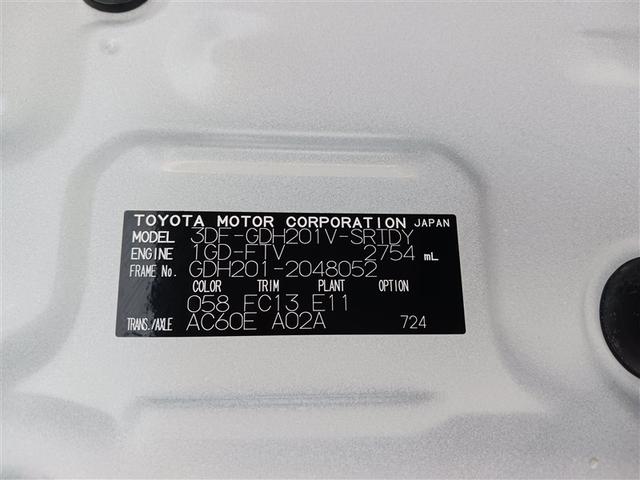 TOYOTA MOTOR CORPORATION JAPAN
MODEL 3DF-GDH201V-SRTDY
ENGINE 1GD-FTV 2754 mL
FRAME No. GDH201-2048052
COLOR TRIM PLANT OPTION
058 FC13 E11
TRANS./AXLE AC60E A02A 724